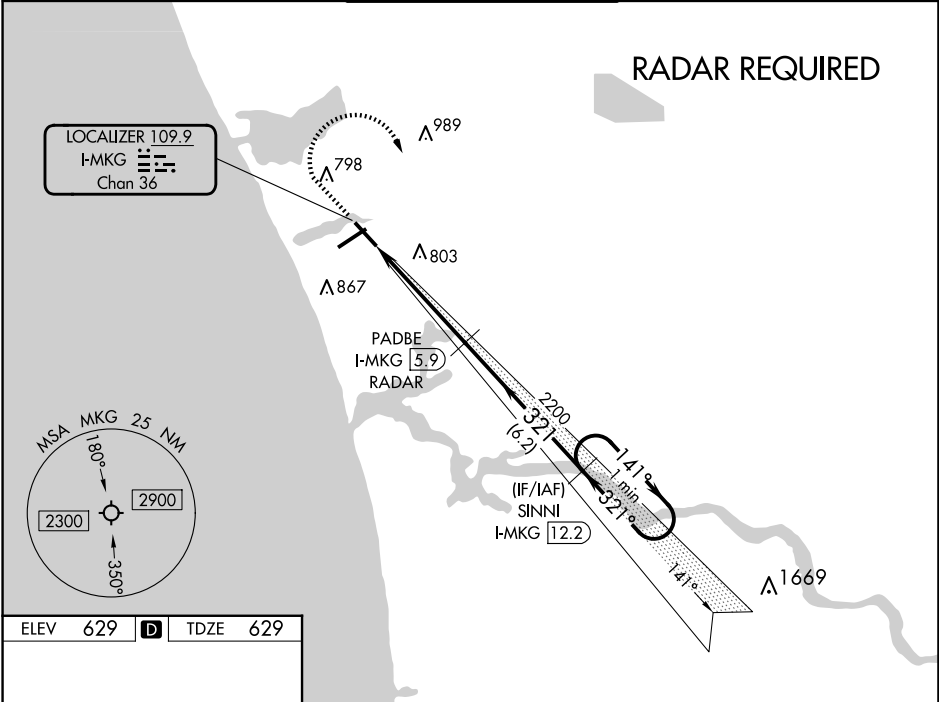 RADAR REQUIRED
LOCALIZER 109.9
I-MKG
Chan 36
989
798
803
867
PADBE
I-MKG 5.9
RADAR
2200
321
(6.2)
141°
1 min
321°
(IF/IAF)
SINNI
I-MKG 12.2
141°
1669
MSA MKG 25 NM
180°
2300
2900
350°
ELEV 629 D TDZE 629